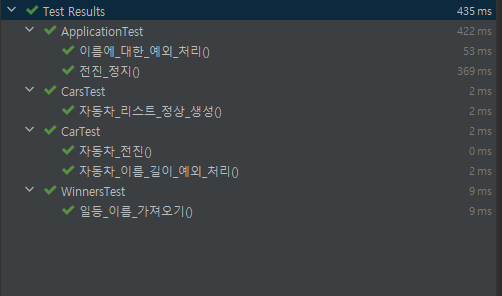 Test Results 435 ms
ApplicationTest 422 ms
이름에_대한_예외_처리() 53 ms
전진_정지() 369 ms
CarsTest 2 ms
자동차_리스트_정상_생성() 2 ms
CarTest 2 ms
자동차_전진() 0 ms
자동차_이름_길이_예외_처리() 2 ms
WinnersTest 9 ms
일등_이름_가져오기() 9 ms